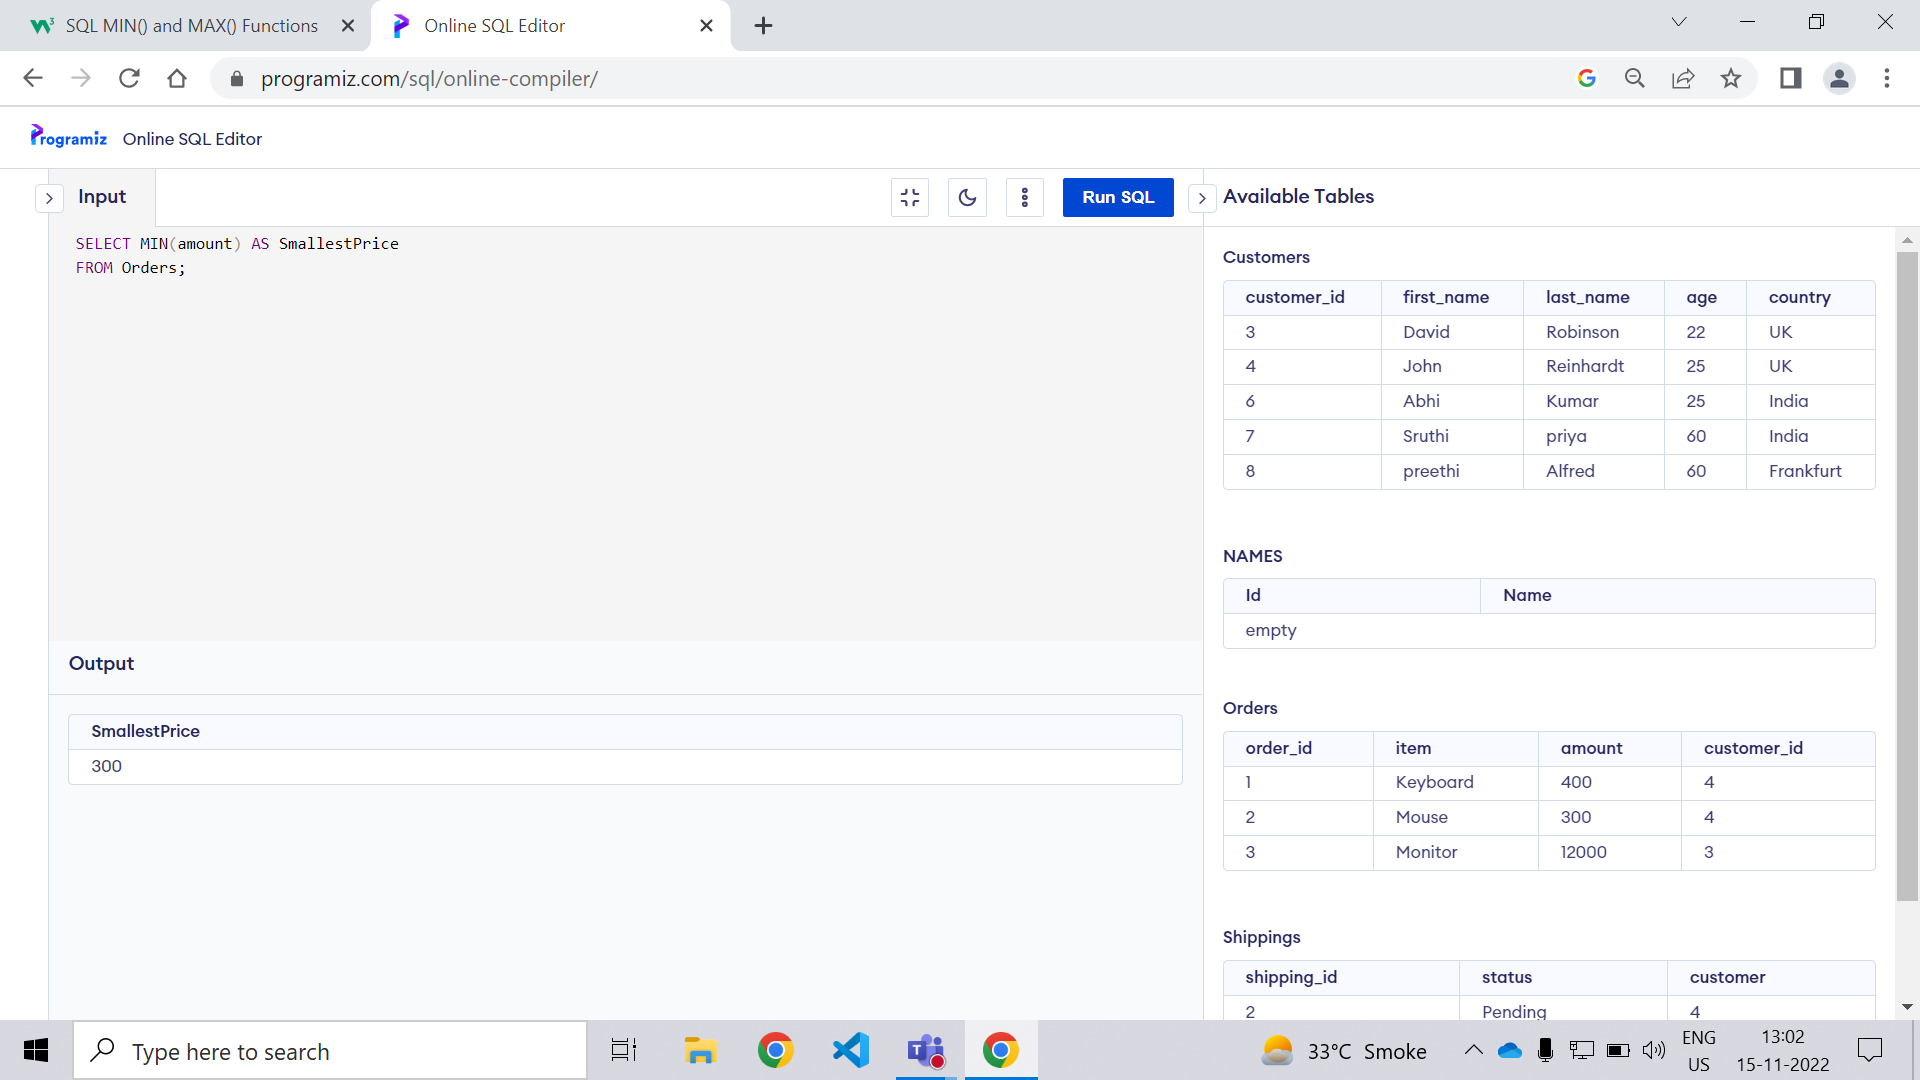 SQL MIN() and MAX() Functions
Online SQL Editor
programiz.com/sql/online-compiler/
Programiz Online SQL Editor
Input
Run SQL
SELECT MIN(amount) AS SmallestPrice
FROM Orders;
Output
SmallestPrice
300
Available Tables
Customers
customer_id first_name last_name age country
3 David Robinson 22 UK
4 John Reinhardt 25 UK
6 Abhi Kumar 25 India
7 Sruthi priya 60 India
8 preethi Alfred 60 Frankfurt
NAMES
Id Name
empty
Orders
order_id item amount customer_id
1 Keyboard 400 4
2 Mouse 300 4
3 Monitor 12000 3
Shippings
shipping_id status customer
2 Pending 4
Type here to search
33°C Smoke
ENG
US
13:02
15-11-2022